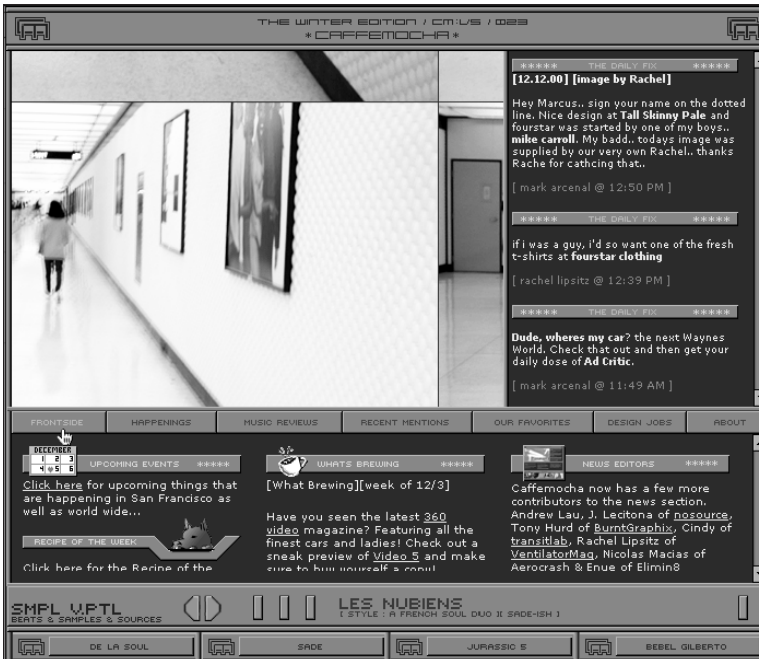 THE WINTER EDITION / CM:US / 023
*CAFFEMOCHA*
***** THE DAILY FIX *****
[12.12.00] [image by Rachel]
Hey Marcus.. sign your name on the dotted
line. Nice design at Tall Skinny Pale and
fourstar was started by one of my boys..
mike carroll. My badd.. todays image was
supplied by our very own Rachel.. thanks
Rache for cathcing that..
[ mark arcenal @ 12:50 PM ]
***** THE DAILY FIX *****
if i was a guy, i'd so want one of the fresh
t-shirts at fourstar clothing
[ rachel lipsitz @ 12:39 PM ]
***** THE DAILY FIX *****
Dude, wheres my car? the next Waynes
World. Check that out and then get your
daily dose of Ad Critic.
[ mark arcenal @ 11:49 AM ]
FRONTSIDE HAPPENINGS MUSIC REVIEWS RECENT MENTIONS OUR FAVORITES DESIGN JOBS ABOUT
DECEMBER
1 2 3
4 5 6
UPCOMING EVENTS *****
Click here for upcoming things that
are happening in San Francisco as
well as world wide...
RECIPE OF THE WEEK
Click here for the Recipe of the
WHATS BREWING *****
[What Brewing][week of 12/3]
Have you seen the latest 360
video magazine? Featuring all the
finest cars and ladies! Check out a
sneak preview of Video 5 and make
sure to buy yourself a copy!
NEWS EDITORS *****
Caffemocha now has a few more
contributors to the news section.
Andrew Lau, J. Lecitona of nosource,
Tony Hurd of BurntGraphix, Cindy of
transitlab, Rachel Lipsitz of
VentilatorMag, Nicolas Macias of
Aerocrash & Enue of Elimin8
SMPL V.PTL
BEATS & SAMPLES & SOURCES
LES NUBIENS
[ STYLE : A FRENCH SOUL DUO ][ SADE-ISH ]
DE LA SOUL SADE JURASSIC 5 BEBEL GILBERTO